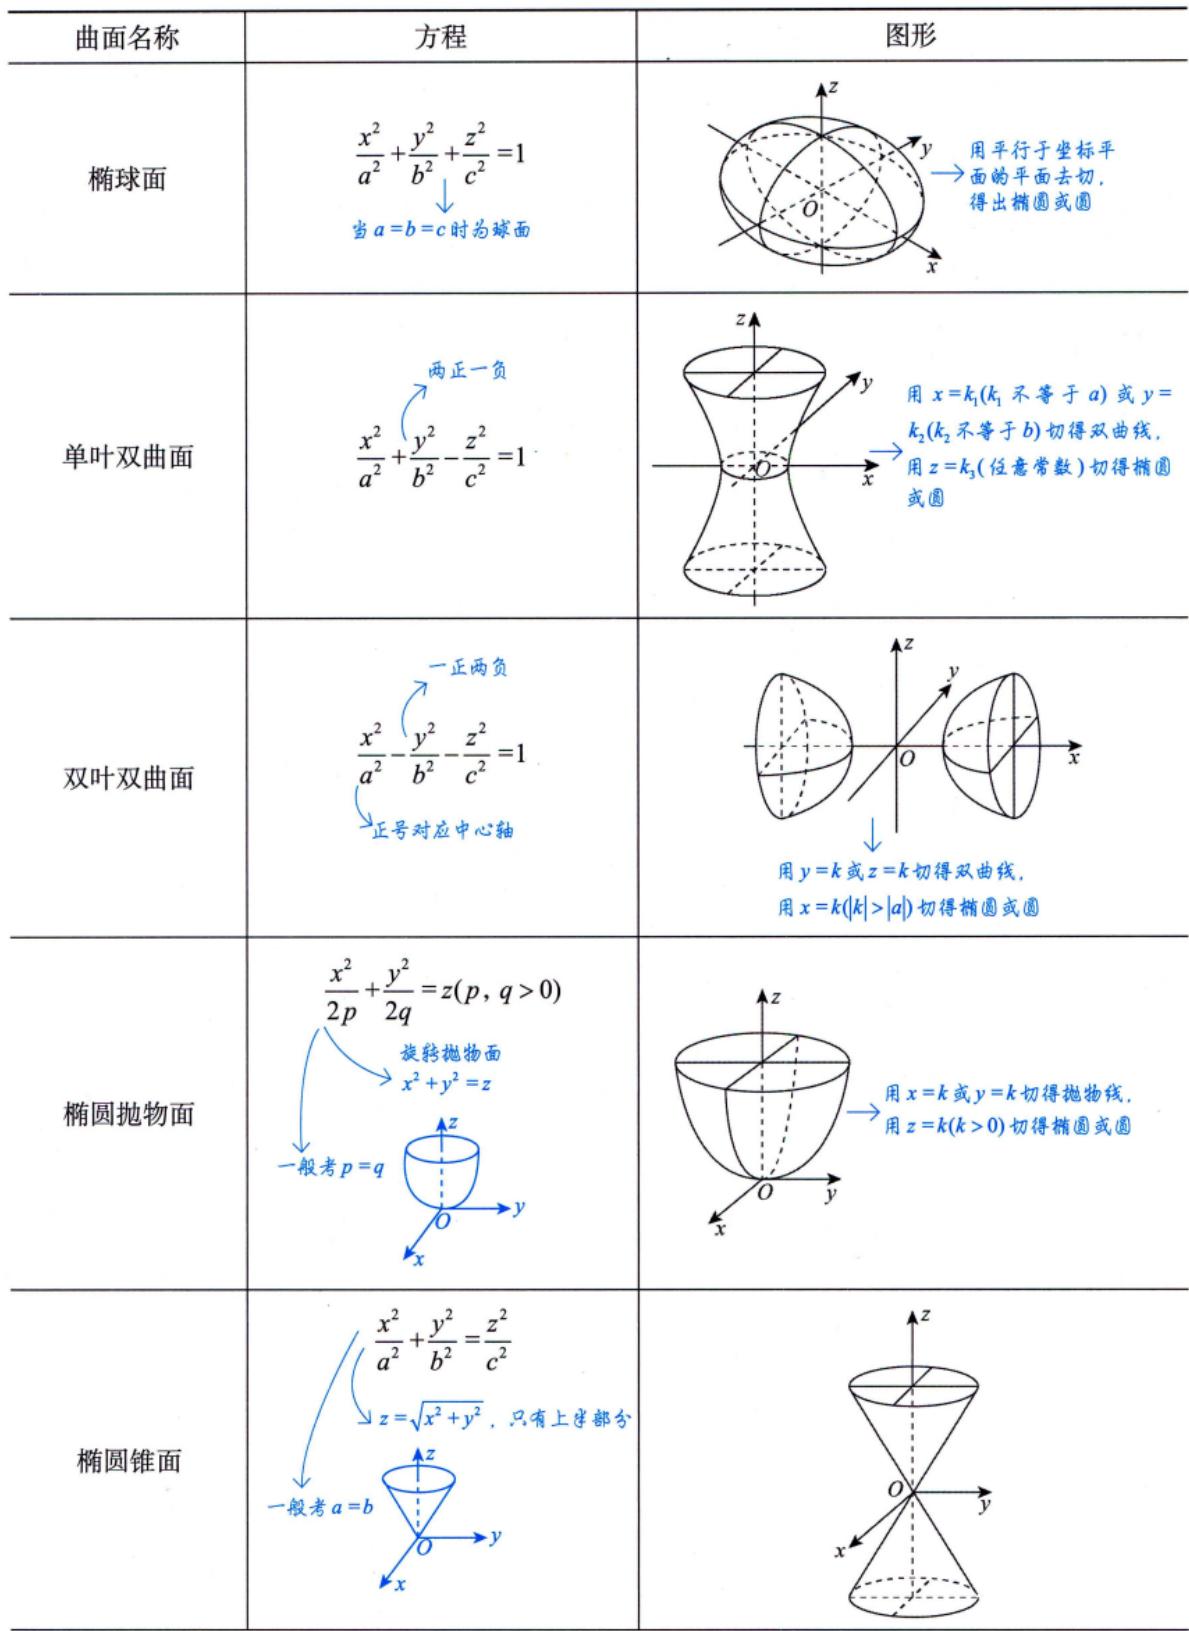 曲面名称 方程 图形
椭球面
x²/a² + y²/b² + z²/c² = 1
当 a = b = c 时为球面
z
y
O
x
用平行于坐标平
面的平面去切,
得出椭圆或圆
单叶双曲面
两正一负
x²/a² + y²/b² - z²/c² = 1
z
y
O
x
用 x = k₁(k₁ 不等于 a) 或 y =
k₂(k₂ 不等于 b) 切得双曲线,
用 z = k₃(任意常数) 切得椭圆
或圆
双叶双曲面
一正两负
x²/a² - y²/b² - z²/c² = 1
正号对应中心轴
z
y
O
x
用 y = k 或 z = k 切得双曲线,
用 x = k(|k| > |a|) 切得椭圆或圆
椭圆抛物面
x²/2p + y²/2q = z(p, q > 0)
旋转抛物面
x² + y² = z
一般考 p = q
z
O
y
x
z
O
y
x
用 x = k 或 y = k 切得抛物线,
用 z = k(k > 0) 切得椭圆或圆
椭圆锥面
x²/a² + y²/b² = z²/c²
z = √(x² + y²), 只有上半部分
一般考 a = b
z
O
y
x
z
O
y
x